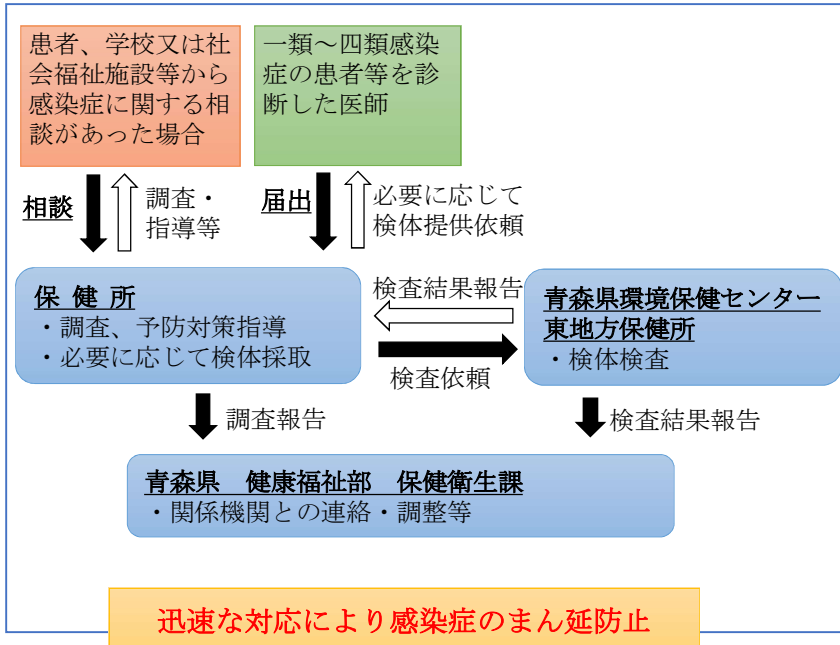 患者、学校又は社
会福祉施設等から
感染症に関する相
談があった場合
一類～四類感染
症の患者等を診
断した医師
相談
調査・
指導等
届出
必要に応じて
検体提供依頼
保 健 所
・調査、予防対策指導
・必要に応じて検体採取
検査結果報告
検査依頼
青森県環境保健センター
東地方保健所
・検体検査
調査報告
検査結果報告
青森県　健康福祉部　保健衛生課
・関係機関との連絡・調整等
迅速な対応により感染症のまん延防止